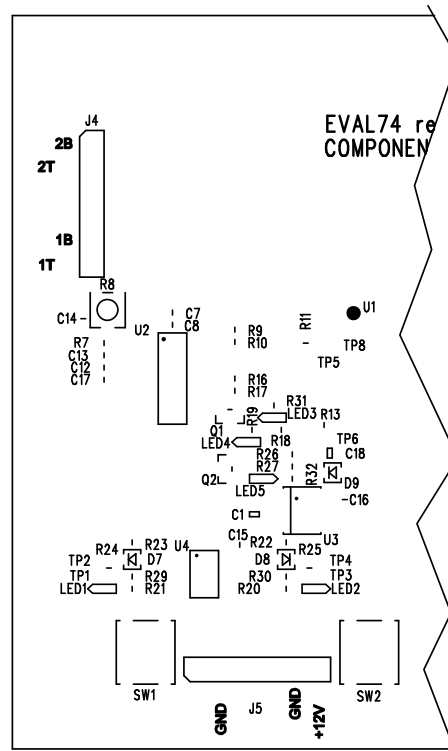 EVAL74 re
COMPONEN
J4
2B
2T
1B
1T
R8
C14
U2
C7
C8
R9
R10
R11
U1
R7
C13
C12
C17
TP8
TP5
R16
R17
R31
R19
LED3
R13
Q1
LED4
R18
TP6
C18
R26
R27
R32
Q2
LED5
D9
C16
C1
U3
C15
R24
R23
U4
R22
R25
TP2
D7
D8
TP4
TP1
R29
R30
TP3
LED1
R21
R20
LED2
SW1
J5
SW2
GND
GND
+12V